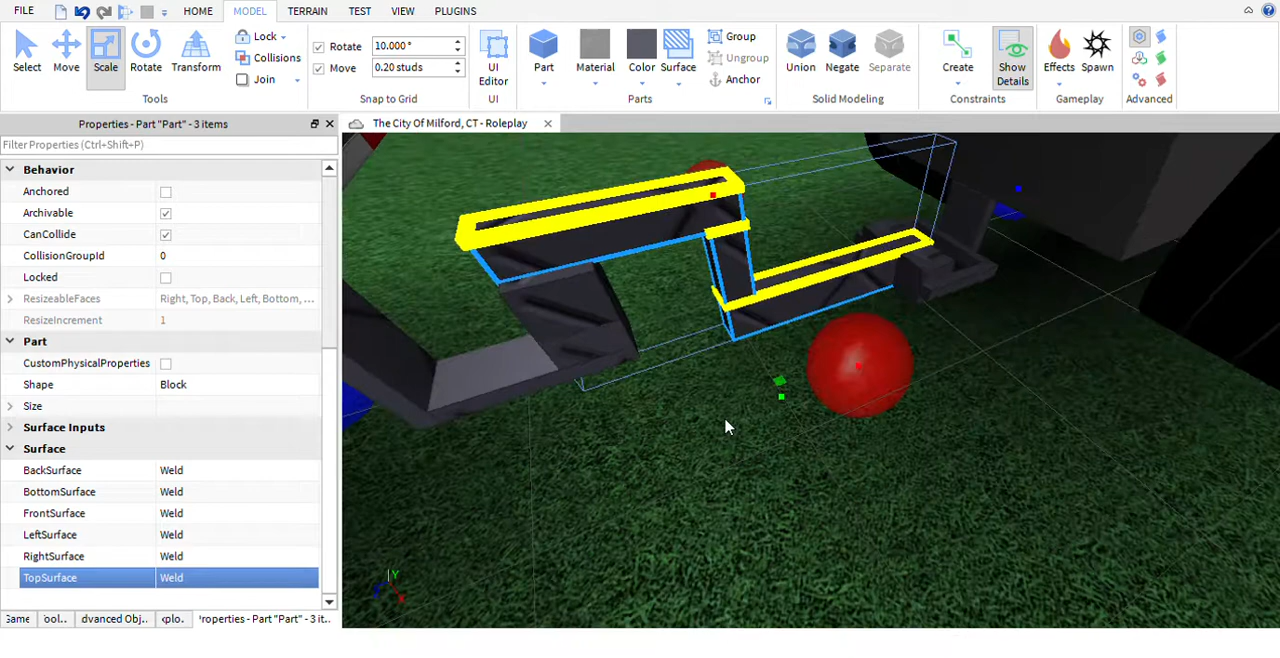 FILE HOME MODEL TERRAIN TEST VIEW PLUGINS
Select Move Scale Rotate Transform
Lock
Collisions
Join
Tools
Rotate 10.000 °
Move 0.20 studs
Snap to Grid
UI Editor
UI
Part Material Color Surface
Group
Ungroup
Anchor
Parts
Union Negate Separate
Solid Modeling
Create Show Details
Constraints
Effects Spawn
Gameplay
Advanced
Properties - Part "Part" - 3 items
The City Of Milford, CT - Roleplay
Filter Properties (Ctrl+Shift+P)
Behavior
Anchored
Archivable
CanCollide
CollisionGroupId 0
Locked
ResizeableFaces Right, Top, Back, Left, Bottom, ...
ResizeIncrement 1
Part
CustomPhysicalProperties
Shape Block
Size
Surface Inputs
Surface
BackSurface Weld
BottomSurface Weld
FrontSurface Weld
LeftSurface Weld
RightSurface Weld
TopSurface Weld
Y
Game ool.. dvanced Obj.. xplo. Properties - Part "Part" - 3 it..